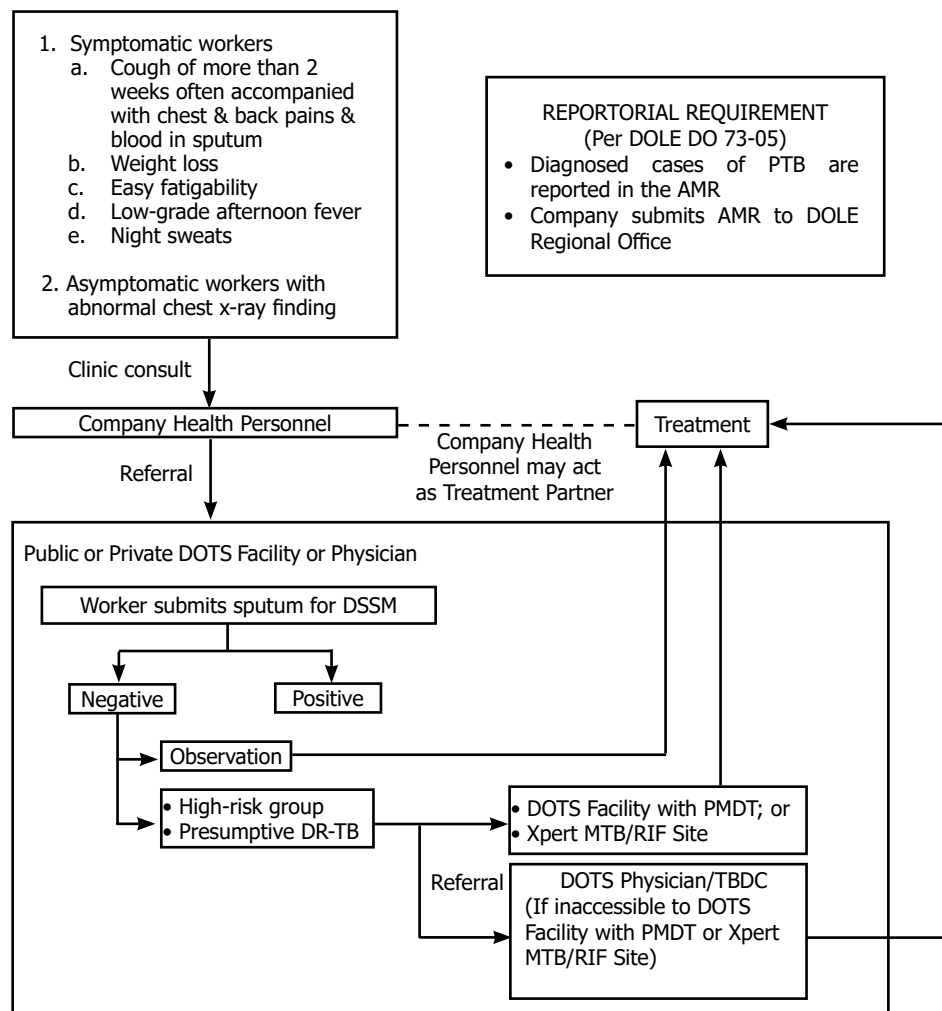 1. Symptomatic workers
a. Cough of more than 2
weeks often accompanied
with chest & back pains &
blood in sputum
b. Weight loss
c. Easy fatigability
d. Low-grade afternoon fever
e. Night sweats
2. Asymptomatic workers with
abnormal chest x-ray finding
REPORTORIAL REQUIREMENT
(Per DOLE DO 73-05)
• Diagnosed cases of PTB are
reported in the AMR
• Company submits AMR to DOLE
Regional Office
Clinic consult
Company Health Personnel
Treatment
Company Health
Personnel may act
as Treatment Partner
Referral
Public or Private DOTS Facility or Physician
Worker submits sputum for DSSM
Negative
Positive
Observation
• High-risk group
• Presumptive DR-TB
• DOTS Facility with PMDT; or
• Xpert MTB/RIF Site
Referral
DOTS Physician/TBDC
(If inaccessible to DOTS
Facility with PMDT or Xpert
MTB/RIF Site)